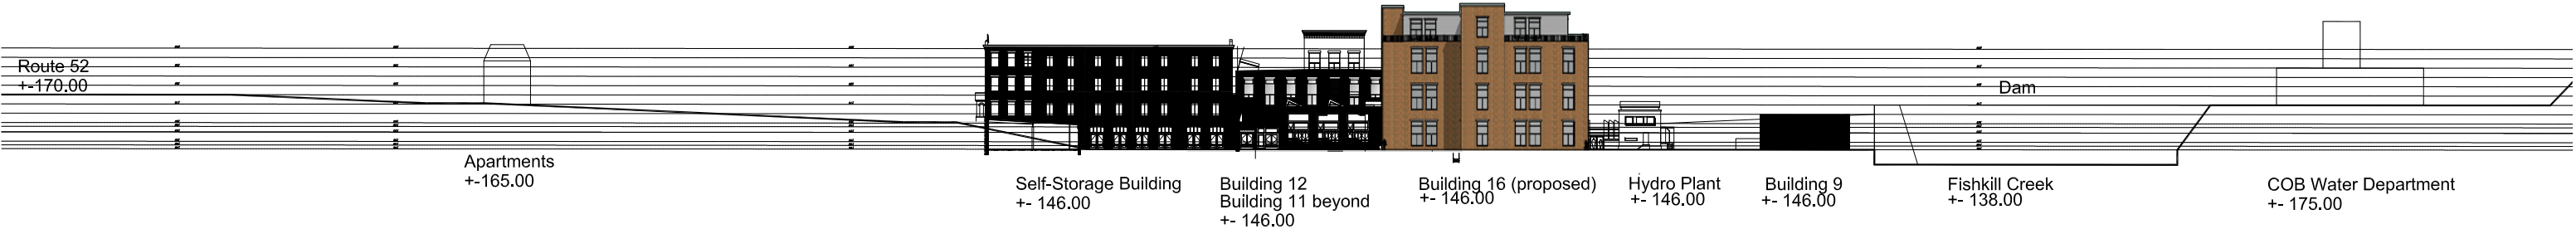 Route 52
+-170.00
Dam
Apartments
+-165.00
Self-Storage Building
+- 146.00
Building 12
Building 11 beyond
+- 146.00
Building 16 (proposed)
+- 146.00
Hydro Plant
+- 146.00
Building 9
+- 146.00
Fishkill Creek
+- 138.00
COB Water Department
+- 175.00